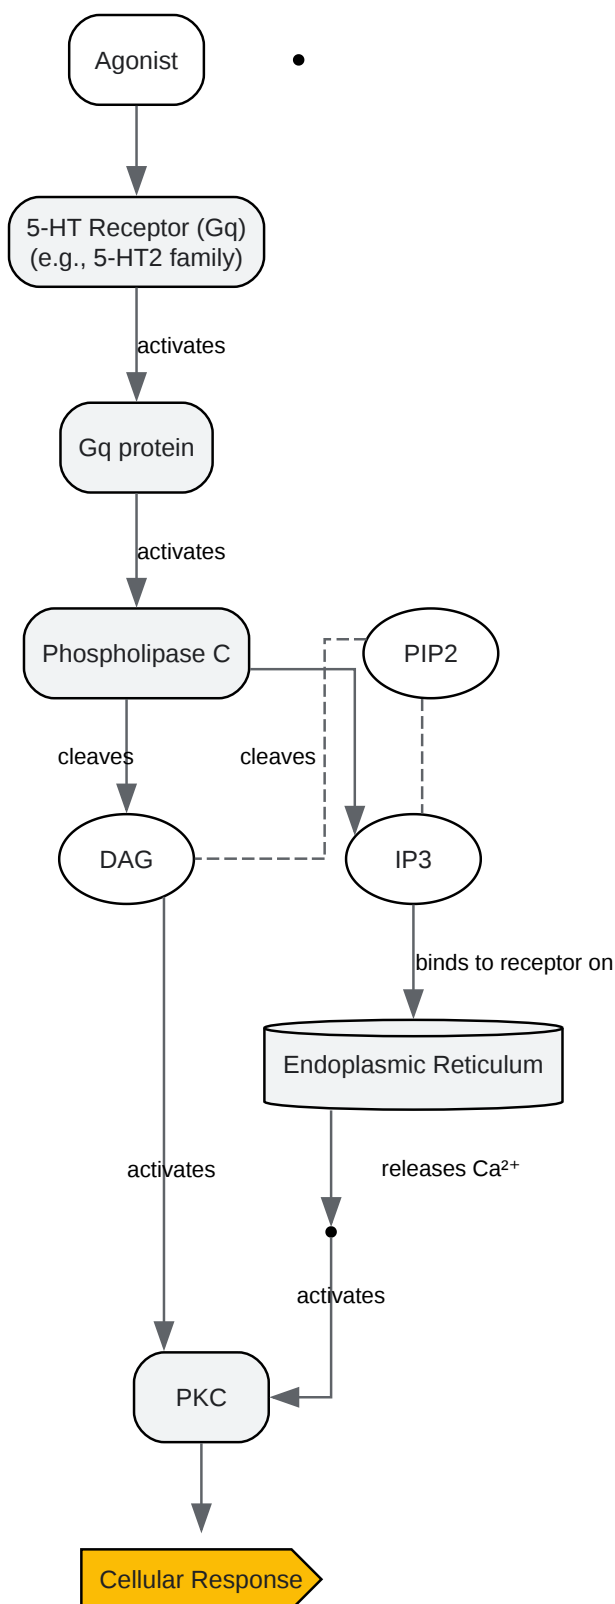 Agonist
5-HT Receptor (Gq)
(e.g., 5-HT2 family)
activates
Gq protein
activates
Phospholipase C
PIP2
cleaves
cleaves
DAG
IP3
binds to receptor on
Endoplasmic Reticulum
activates
releases Ca²⁺
activates
PKC
Cellular Response